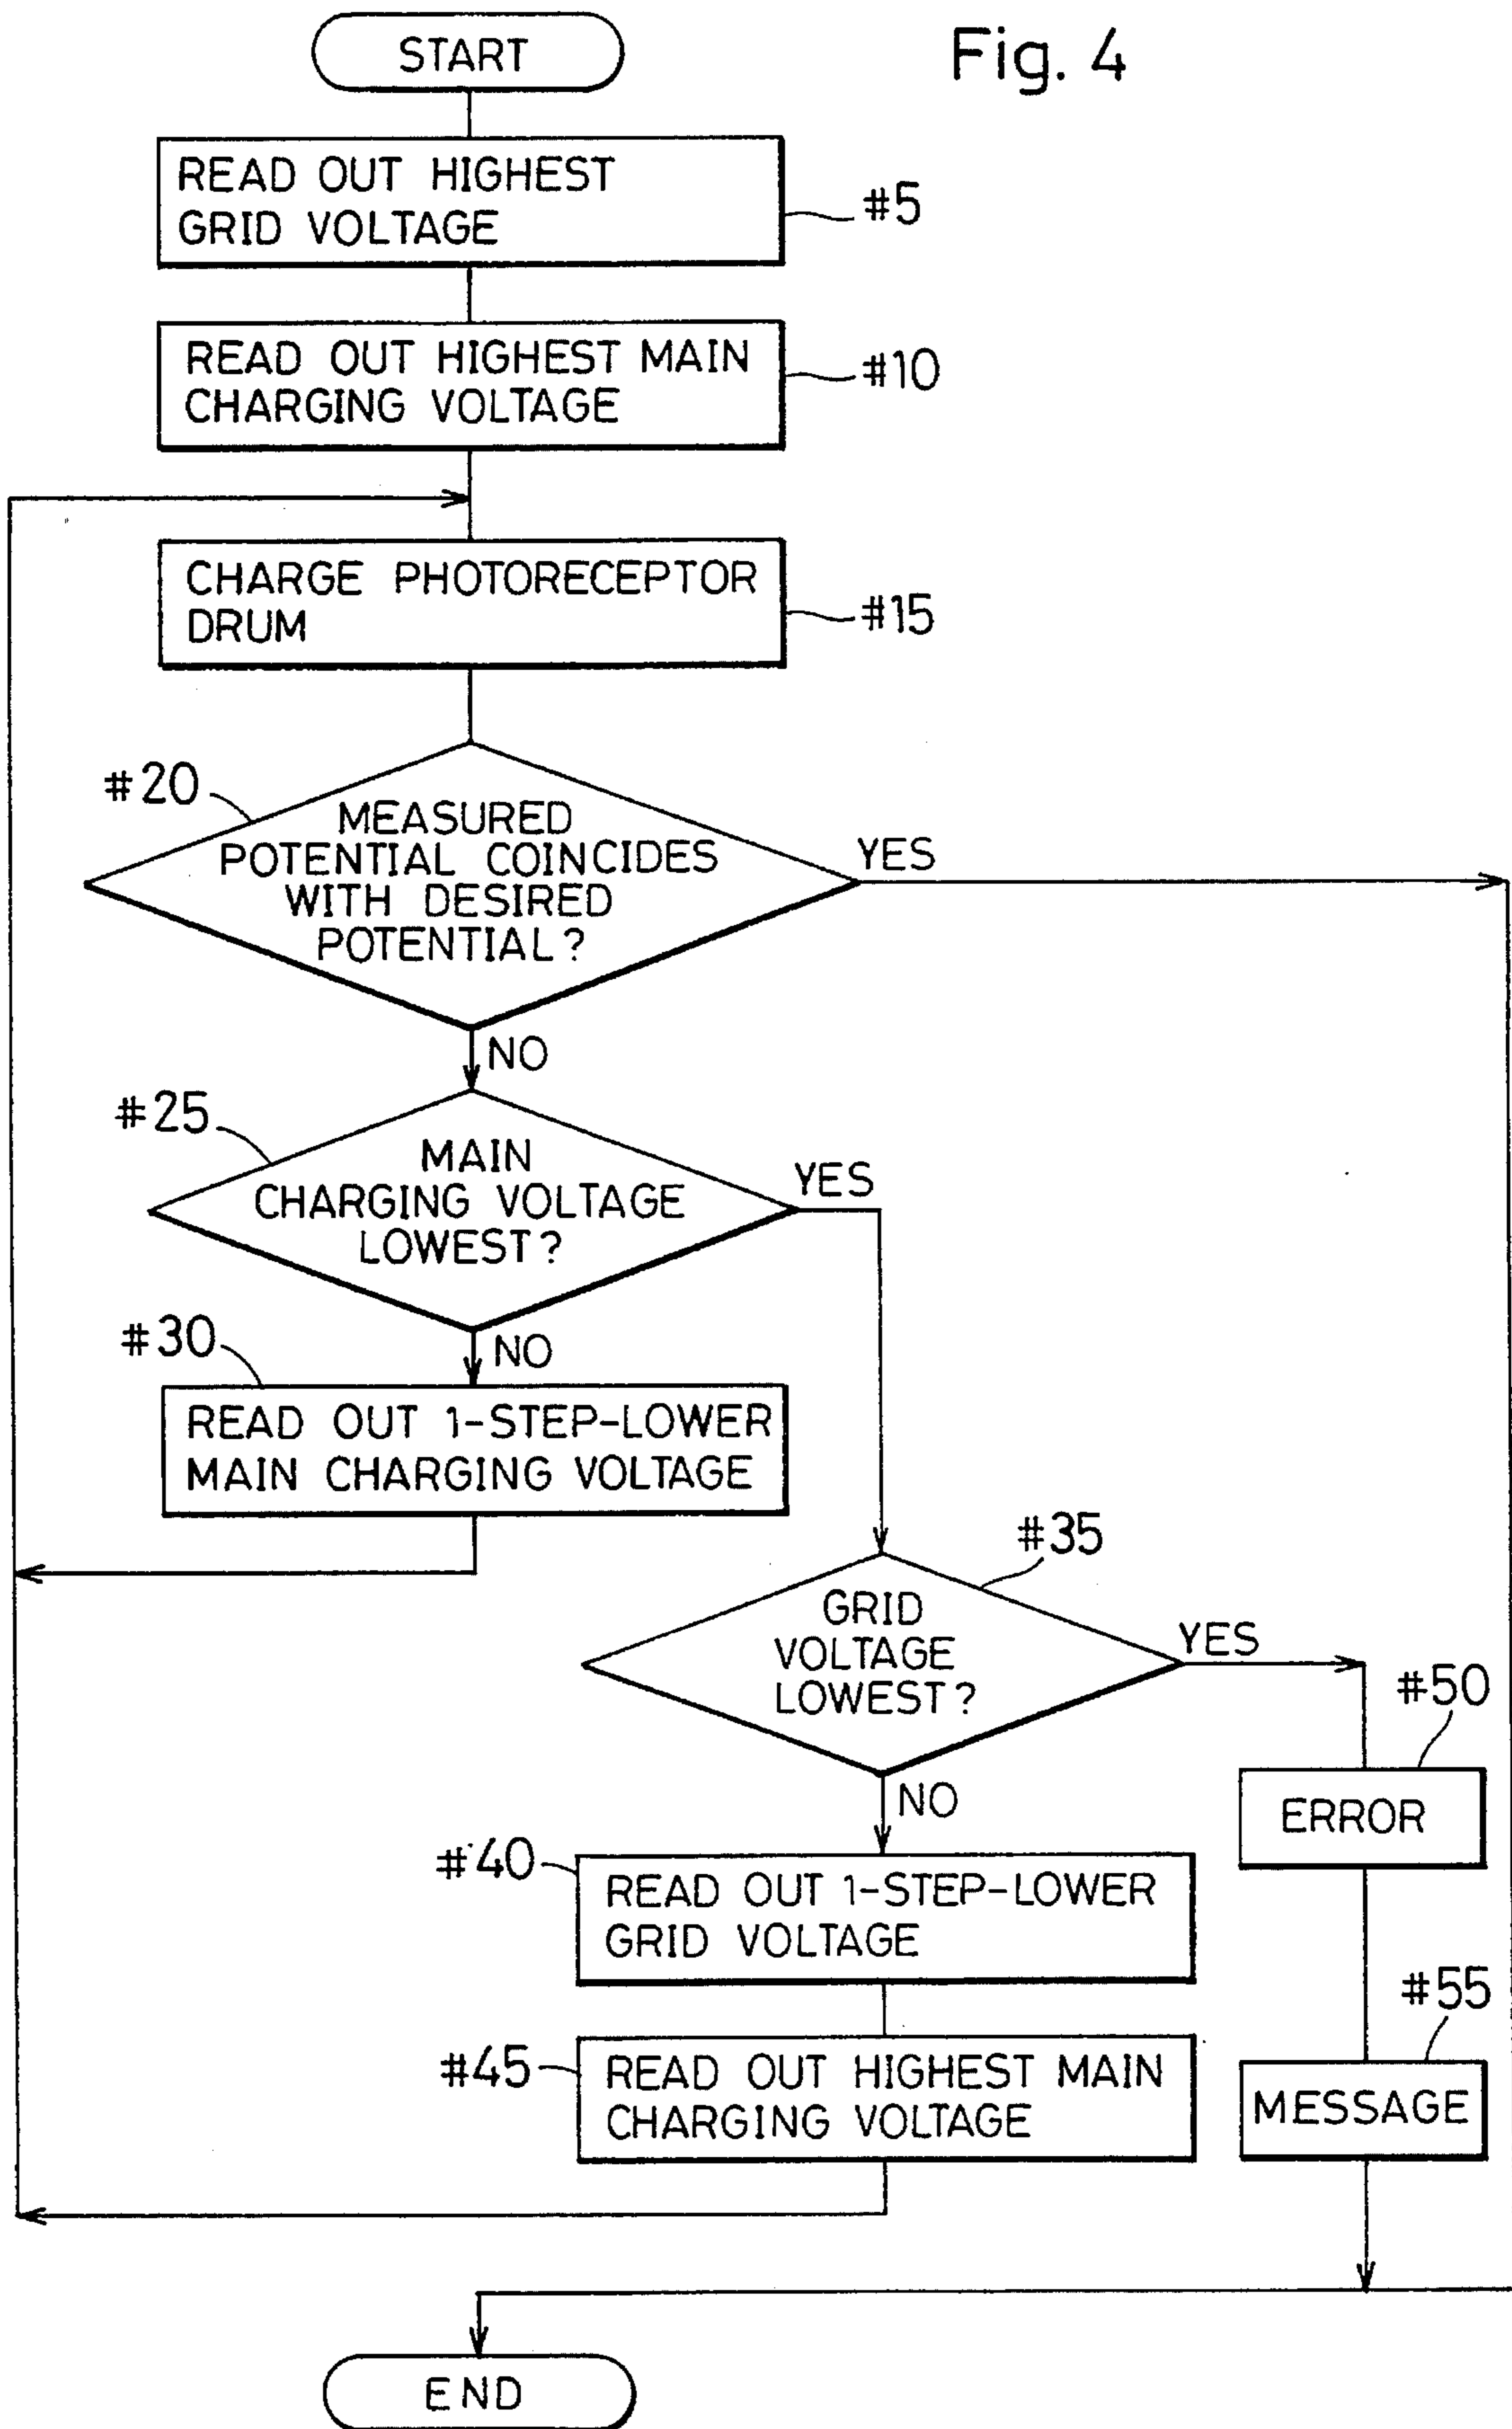 Fig. 4
START
READ OUT HIGHEST
GRID VOLTAGE
#5
READ OUT HIGHEST MAIN
CHARGING VOLTAGE
#10
CHARGE PHOTORECEPTOR
DRUM
#15
#20
MEASURED
POTENTIAL COINCIDES
WITH DESIRED
POTENTIAL?
YES
NO
#25
MAIN
CHARGING VOLTAGE
LOWEST?
YES
NO
#30
READ OUT 1-STEP-LOWER
MAIN CHARGING VOLTAGE
#35
GRID
VOLTAGE
LOWEST?
YES
NO
#50
ERROR
#40
READ OUT 1-STEP-LOWER
GRID VOLTAGE
#55
MESSAGE
#45
READ OUT HIGHEST MAIN
CHARGING VOLTAGE
END